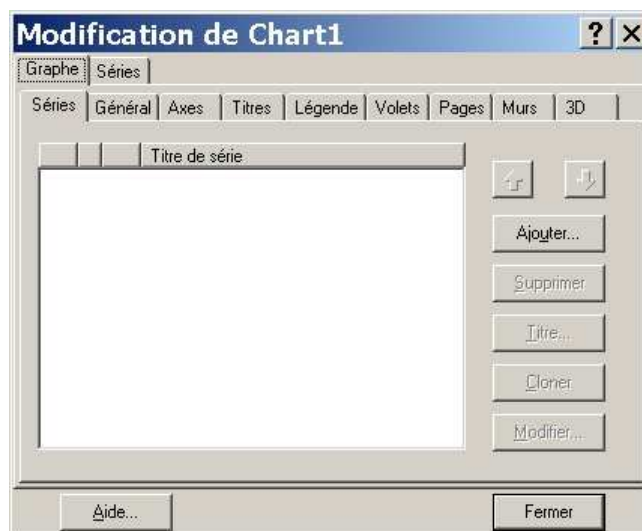 Modification de Chart1
Graphe Séries
Séries Général Axes Titres Légende Volets Pages Murs 3D
Titre de série
Ajouter...
Supprimer
Titre...
Cloner
Modifier...
Aide... Fermer